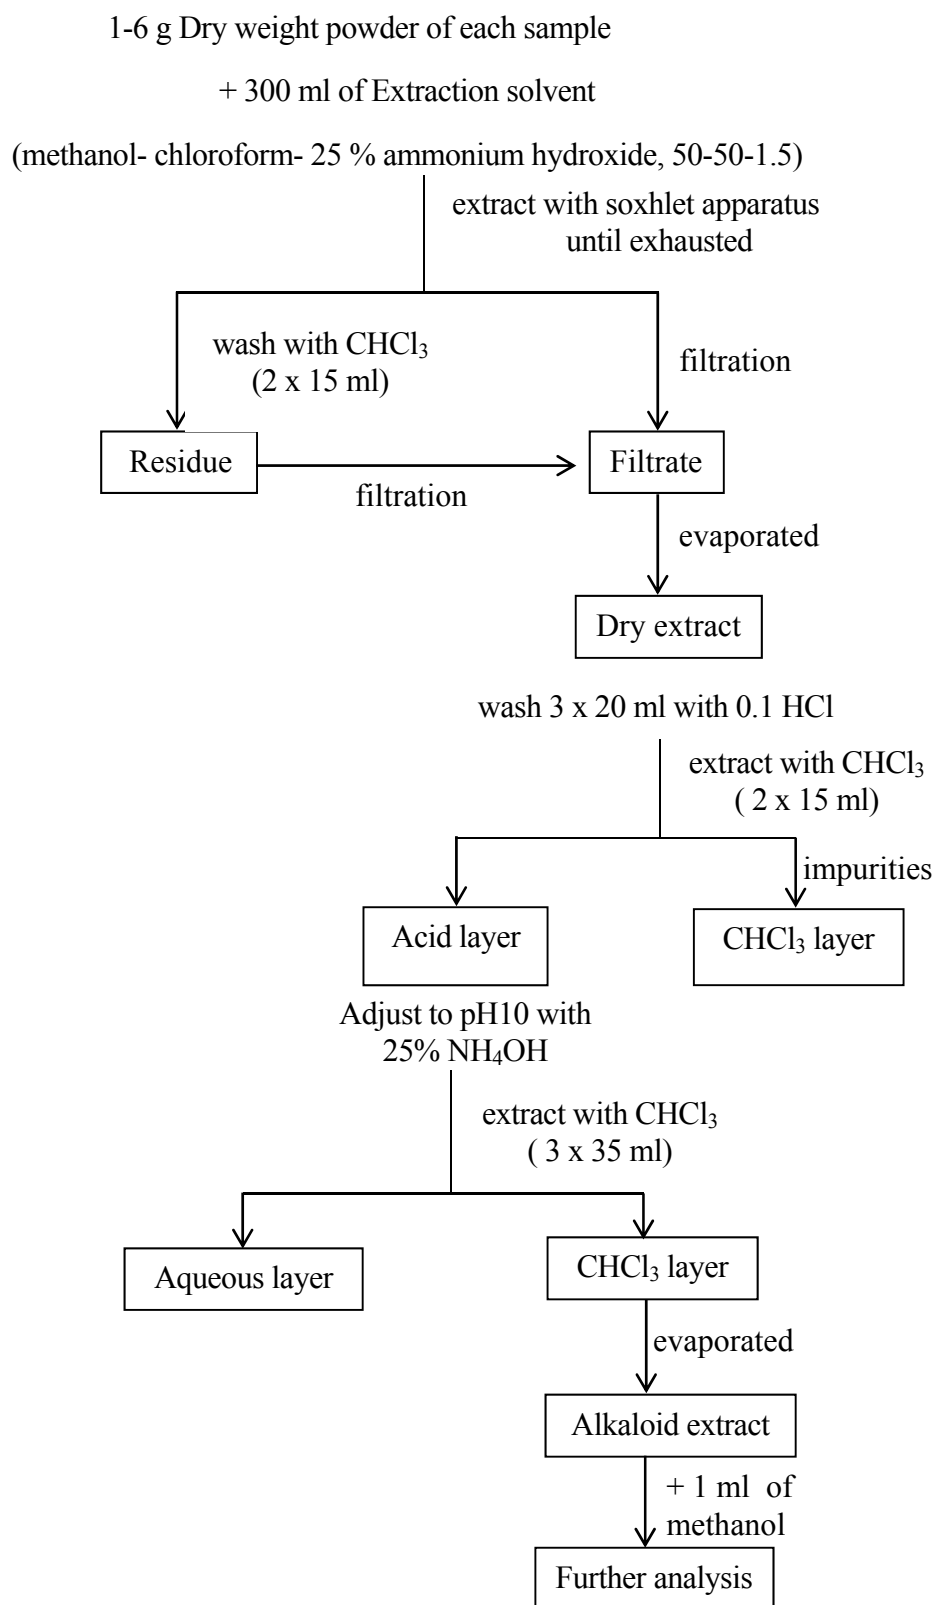 1-6 g Dry weight powder of each sample
+ 300 ml of Extraction solvent
(methanol- chloroform- 25 % ammonium hydroxide, 50-50-1.5)
extract with soxhlet apparatus
until exhausted
wash with CHCl₃
(2 x 15 ml)
filtration
Residue
filtration
Filtrate
evaporated
Dry extract
wash 3 x 20 ml with 0.1 HCl
extract with CHCl₃
( 2 x 15 ml)
impurities
Acid layer
CHCl₃ layer
Adjust to pH10 with
25% NH₄OH
extract with CHCl₃
( 3 x 35 ml)
Aqueous layer
CHCl₃ layer
evaporated
Alkaloid extract
+ 1 ml of
methanol
Further analysis